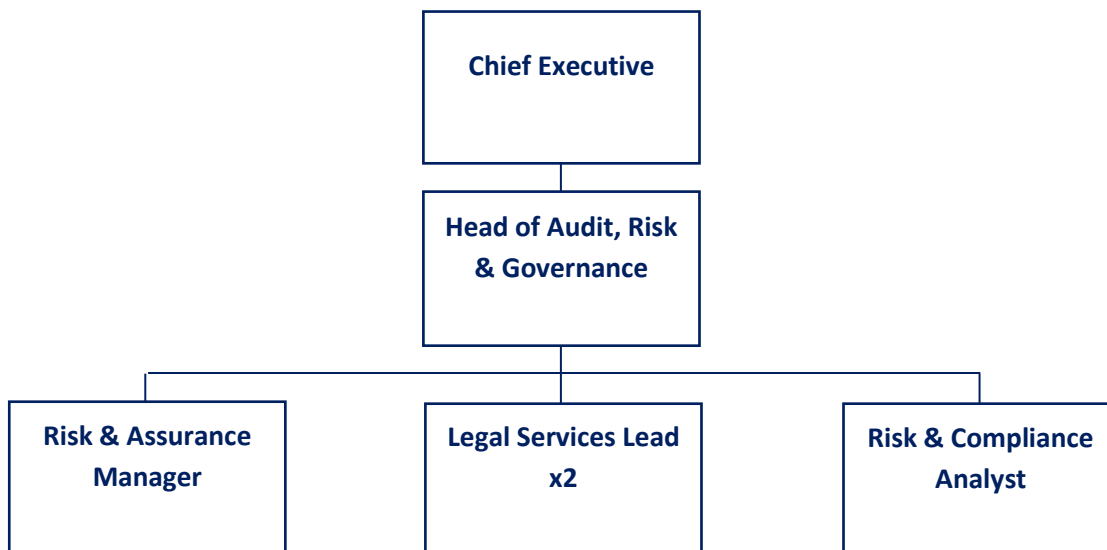 Chief Executive
Head of Audit, Risk
& Governance
Risk & Assurance
Manager
Legal Services Lead
x2
Risk & Compliance
Analyst